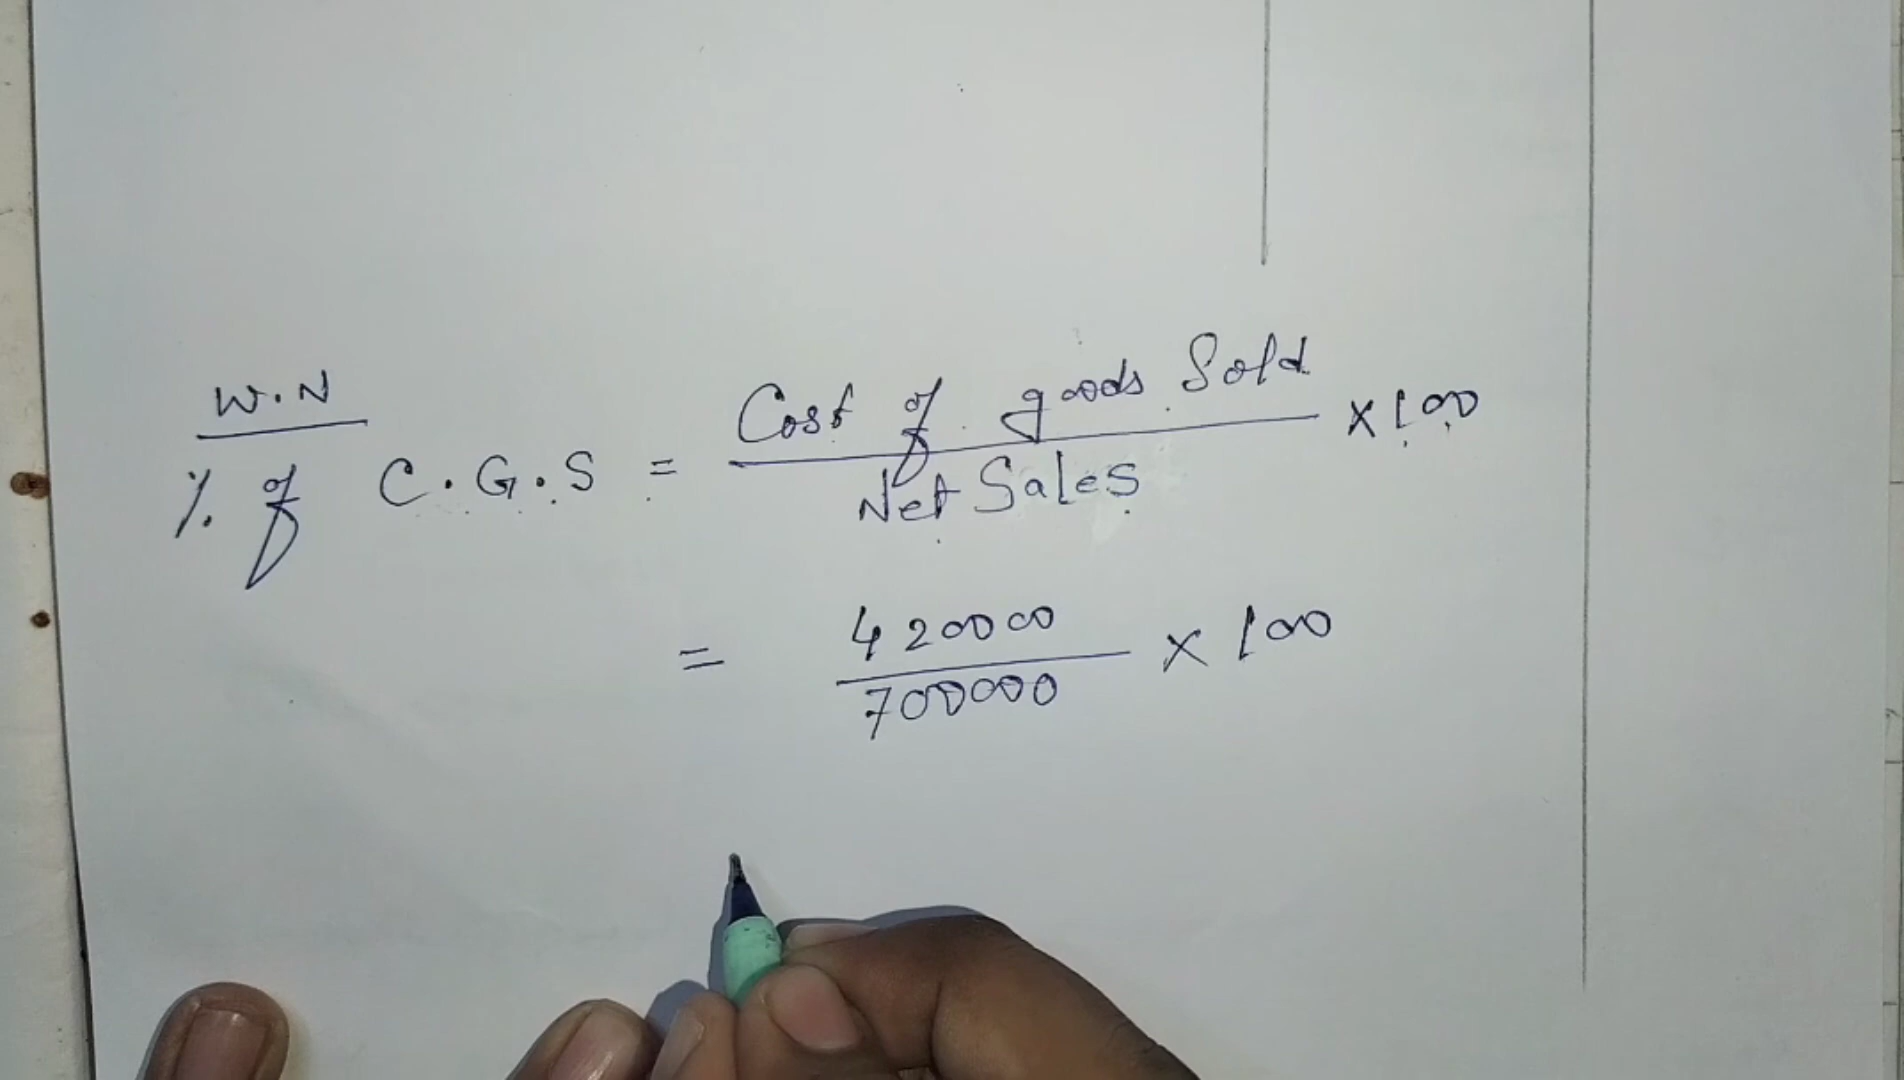 W.N
% of C.G.S = Cost of goods Sold / Net Sales × 100
= 420000 / 700000 × 100